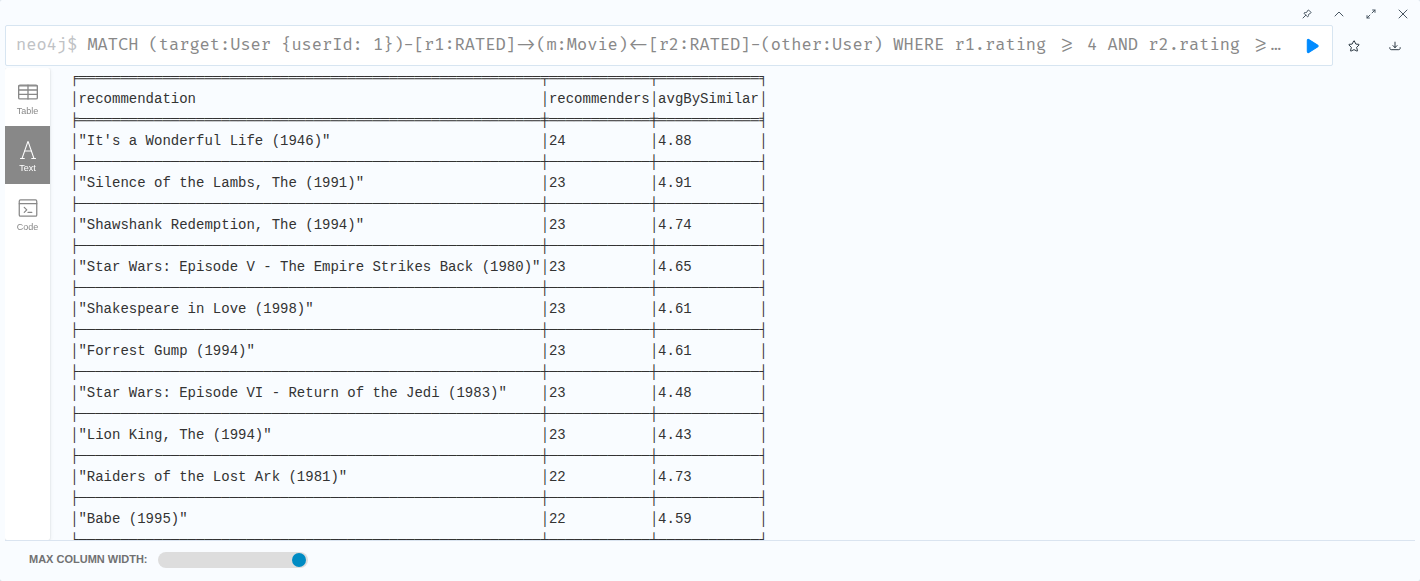 neo4j$ MATCH (target:User {userId: 1})-[r1:RATED]→(m:Movie)←[r2:RATED]-(other:User) WHERE r1.rating ≥ 4 AND r2.rating ≥…
Table
Text
Code
recommendation recommenders avgBySimilar
"It's a Wonderful Life (1946)" 24 4.88
"Silence of the Lambs, The (1991)" 23 4.91
"Shawshank Redemption, The (1994)" 23 4.74
"Star Wars: Episode V - The Empire Strikes Back (1980)" 23 4.65
"Shakespeare in Love (1998)" 23 4.61
"Forrest Gump (1994)" 23 4.61
"Star Wars: Episode VI - Return of the Jedi (1983)" 23 4.48
"Lion King, The (1994)" 23 4.43
"Raiders of the Lost Ark (1981)" 22 4.73
"Babe (1995)" 22 4.59
MAX COLUMN WIDTH: